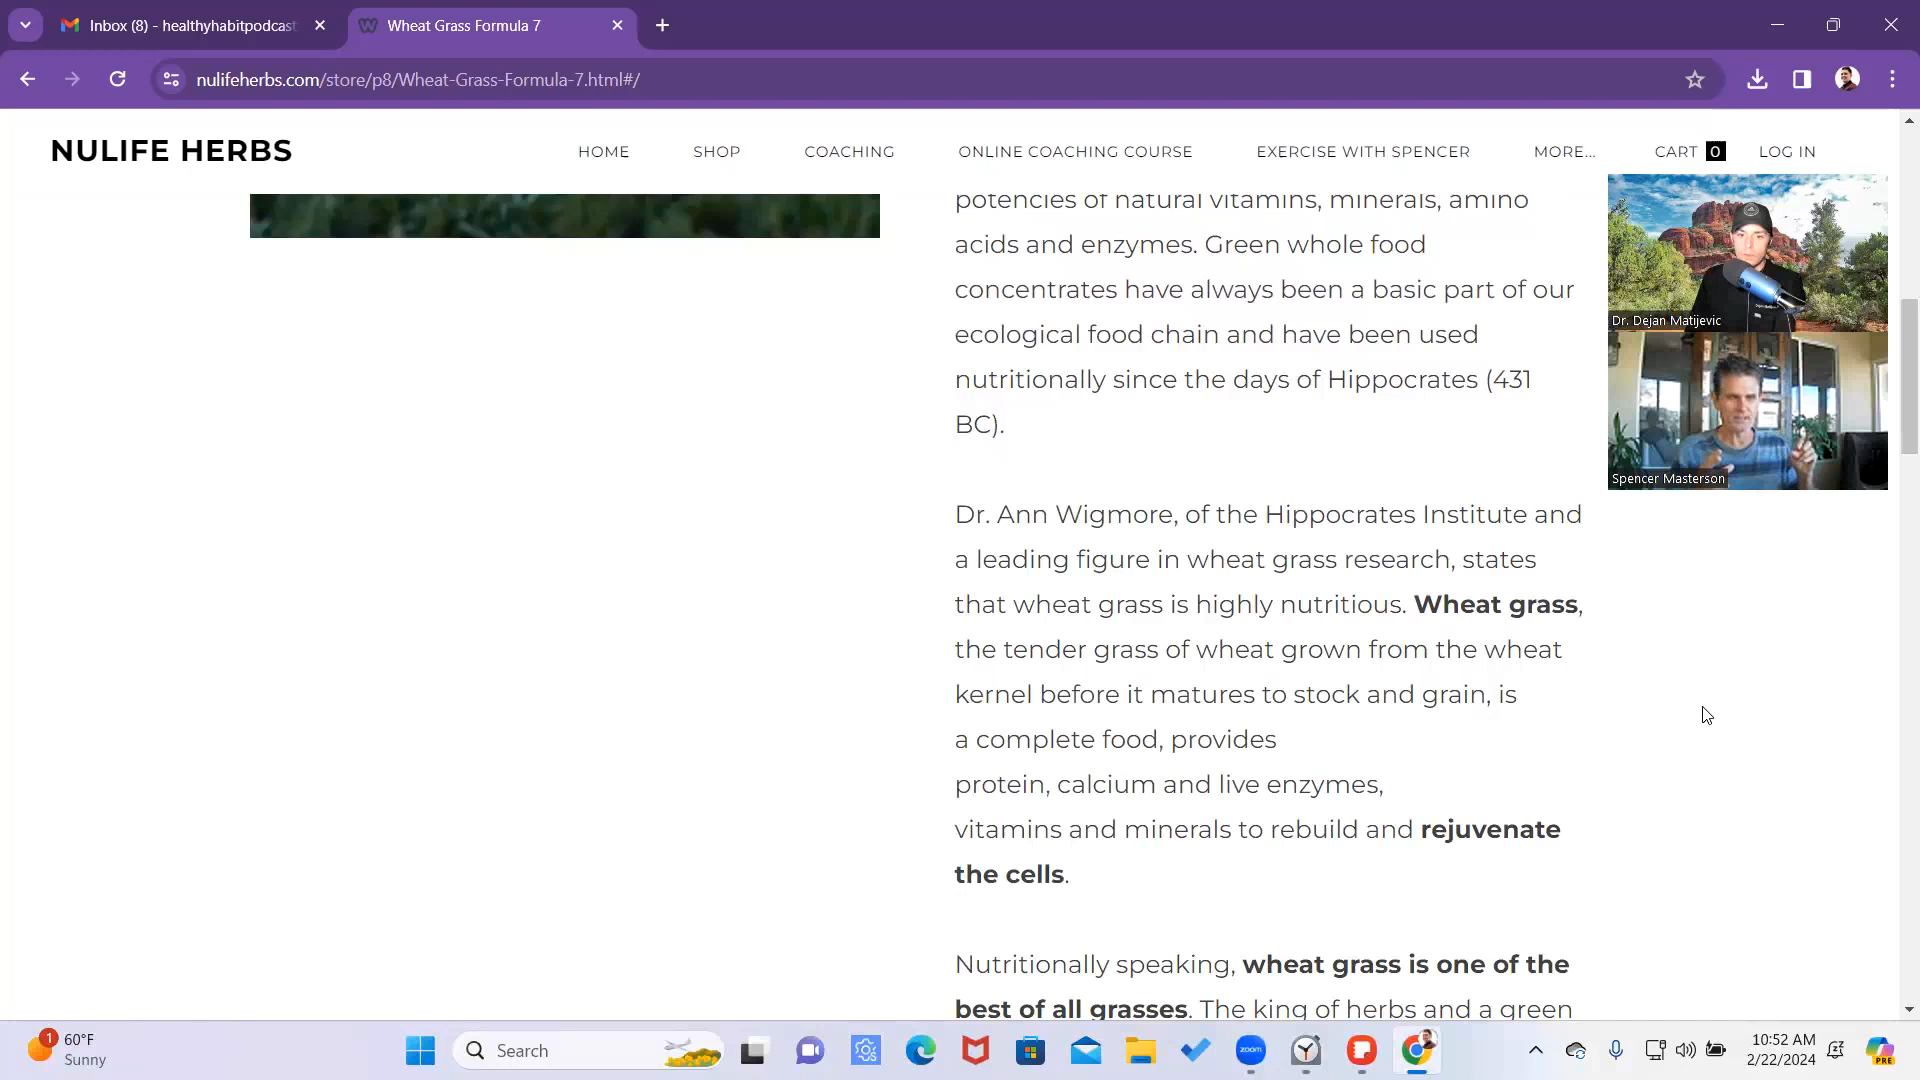 Inbox (8) - healthyhabitpodcast
Wheat Grass Formula 7
nulifeherbs.com/store/p8/Wheat-Grass-Formula-7.html#/
NULIFE HERBS
HOME
SHOP
COACHING
ONLINE COACHING COURSE
EXERCISE WITH SPENCER
MORE...
CART 0
LOG IN
potencies of natural vitamins, minerals, amino
acids and enzymes. Green whole food
concentrates have always been a basic part of our
ecological food chain and have been used
nutritionally since the days of Hippocrates (431
BC).
Dr. Dejan Matijevic
Spencer Masterson
Dr. Ann Wigmore, of the Hippocrates Institute and
a leading figure in wheat grass research, states
that wheat grass is highly nutritious. Wheat grass,
the tender grass of wheat grown from the wheat
kernel before it matures to stock and grain, is
a complete food, provides
protein, calcium and live enzymes,
vitamins and minerals to rebuild and rejuvenate
the cells.
Nutritionally speaking, wheat grass is one of the
best of all grasses. The king of herbs and a green
1
60°F
Sunny
Search
zoom
10:52 AM
2/22/2024
PRE